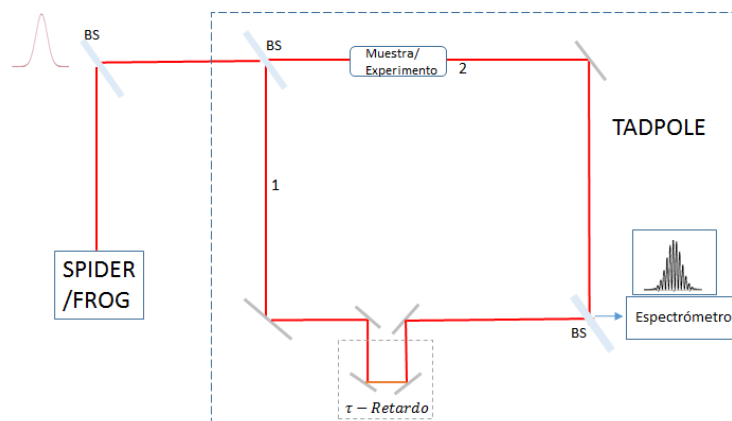 BS
BS
Muestra/
Experimento
2
TADPOLE
1
SPIDER
/FROG
BS
Espectrómetro
τ − Retardo